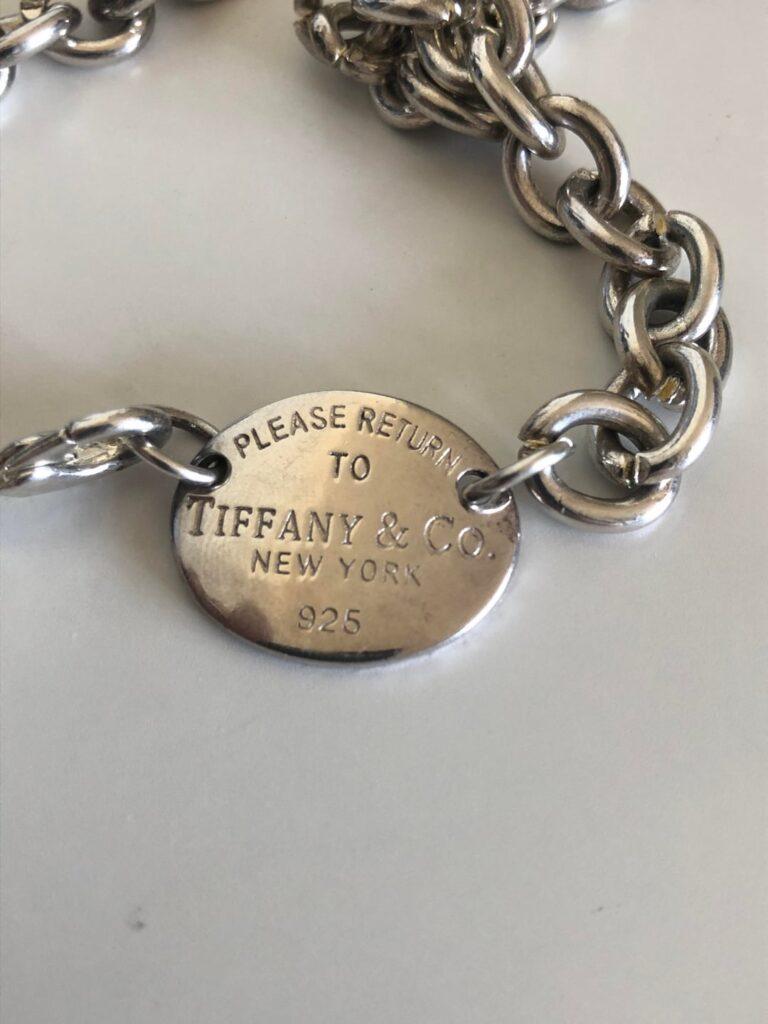 PLEASE RETURN
TO
TIFFANY & CO.
NEW YORK
925